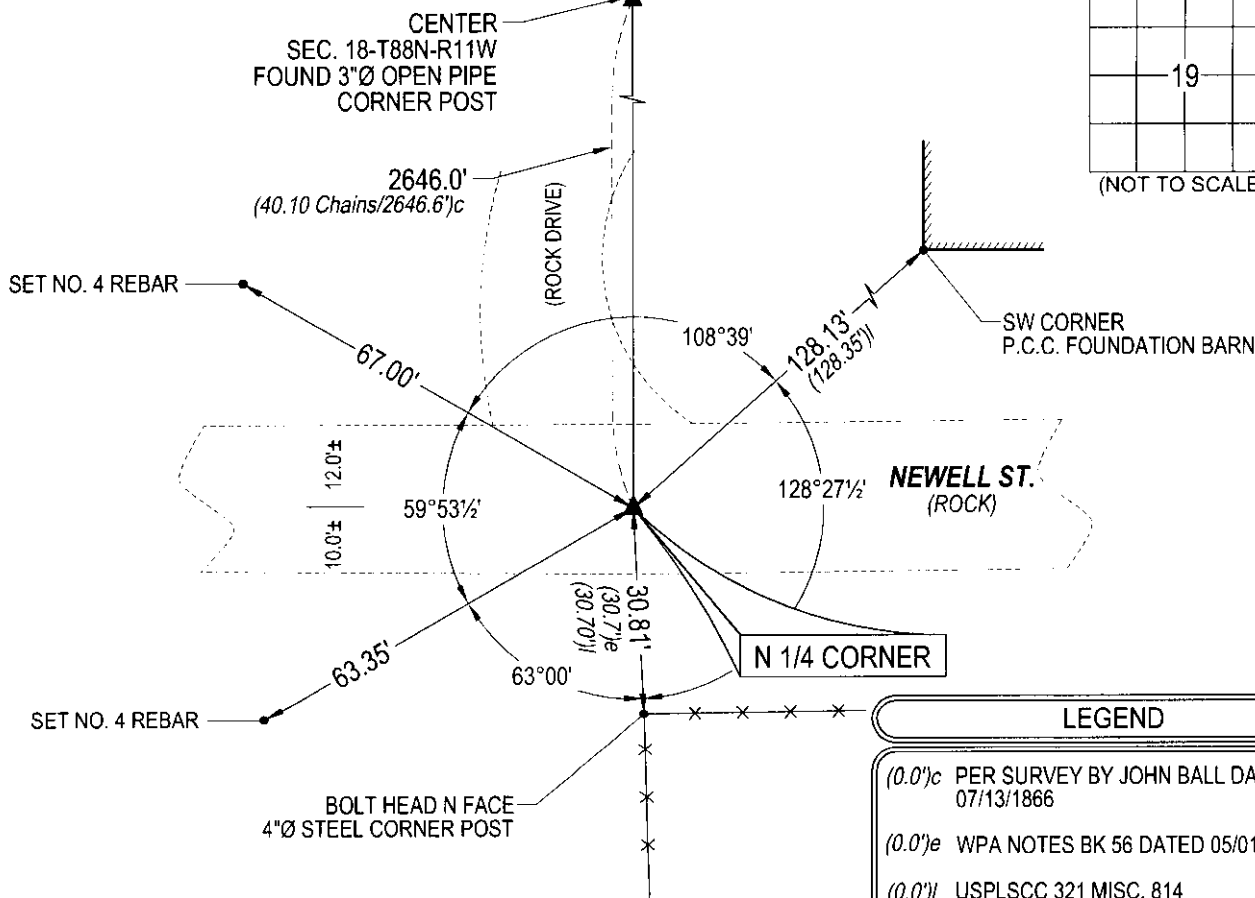 CENTER
SEC. 18-T88N-R11W
FOUND 3"Ø OPEN PIPE
CORNER POST
19
(NOT TO SCALE
2646.0'
(40.10 Chains/2646.6')c
(ROCK DRIVE)
SET NO. 4 REBAR
67.00'
108°39'
128.13'
(128.35')l
SW CORNER
P.C.C. FOUNDATION BARN
12.0'±
10.0'±
59°53½'
128°27½'
NEWELL ST.
(ROCK)
30.81'
(30.7')e
(30.70')l
63.35'
63°00'
N 1/4 CORNER
SET NO. 4 REBAR
BOLT HEAD N FACE
4"Ø STEEL CORNER POST
LEGEND
(0.0')c PER SURVEY BY JOHN BALL DA
07/13/1866
(0.0')e WPA NOTES BK 56 DATED 05/01
(0.0')l USPLSCC 321 MISC. 814